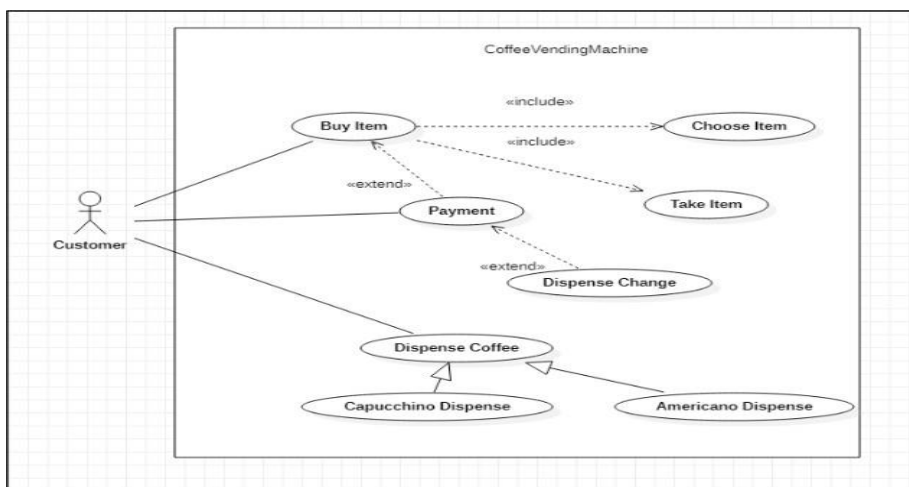 CoffeeVendingMachine
«include»
Buy Item
Choose Item
«include»
«extend»
Take Item
Payment
Customer
«extend»
Dispense Change
Dispense Coffee
Capucchino Dispense
Americano Dispense